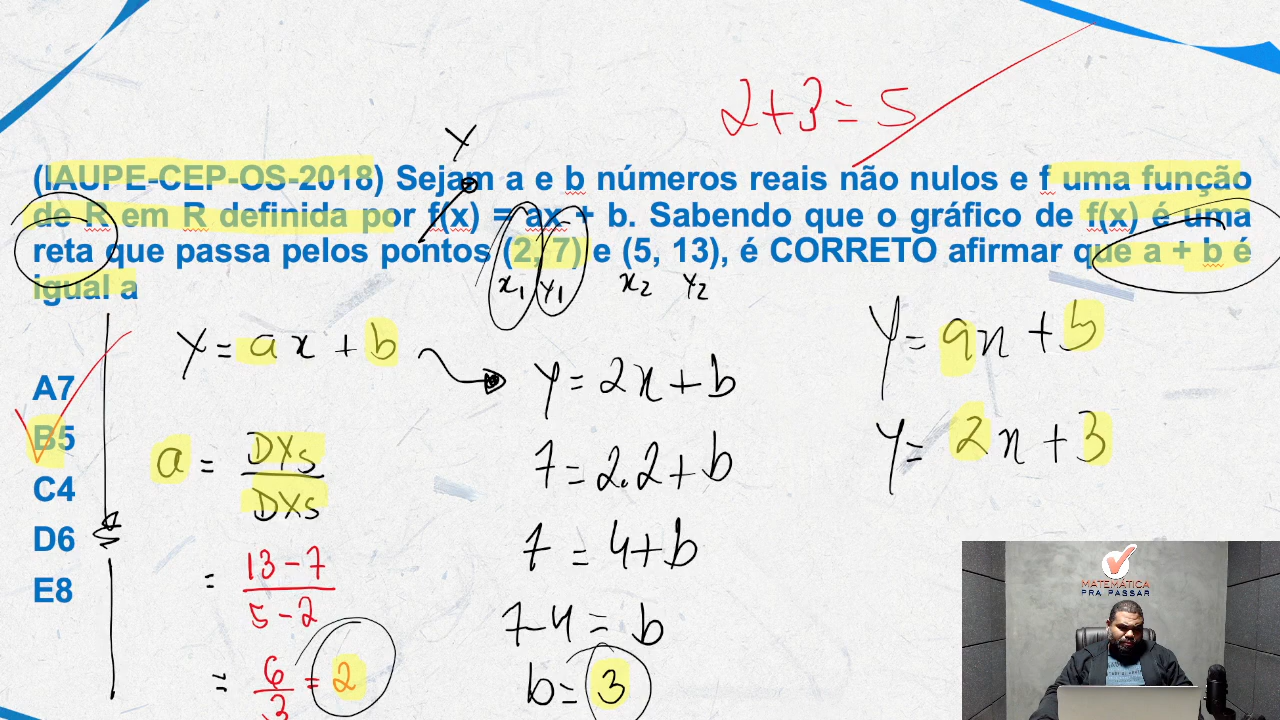 2+3=5
Y
(IAUPE-CEP-OS-2018) Sejam a e b números reais não nulos e f uma função
de R em R definida por f(x) = ax + b. Sabendo que o gráfico de f(x) é uma
reta que passa pelos pontos (2, 7) e (5, 13), é CORRETO afirmar que a + b é
igual a
x1 Y1 x2 Y2
A7
B5
C4
D6
E8
Y= ax + b
a = DYs
DXs
= 13-7
5-2
= 6
3
= 2
Y=2x+b
7=2.2+b
7=4+b
7-4=b
b=3
Y=ax+b
Y=2x+3
MATEMÁTICA
PRA PASSAR